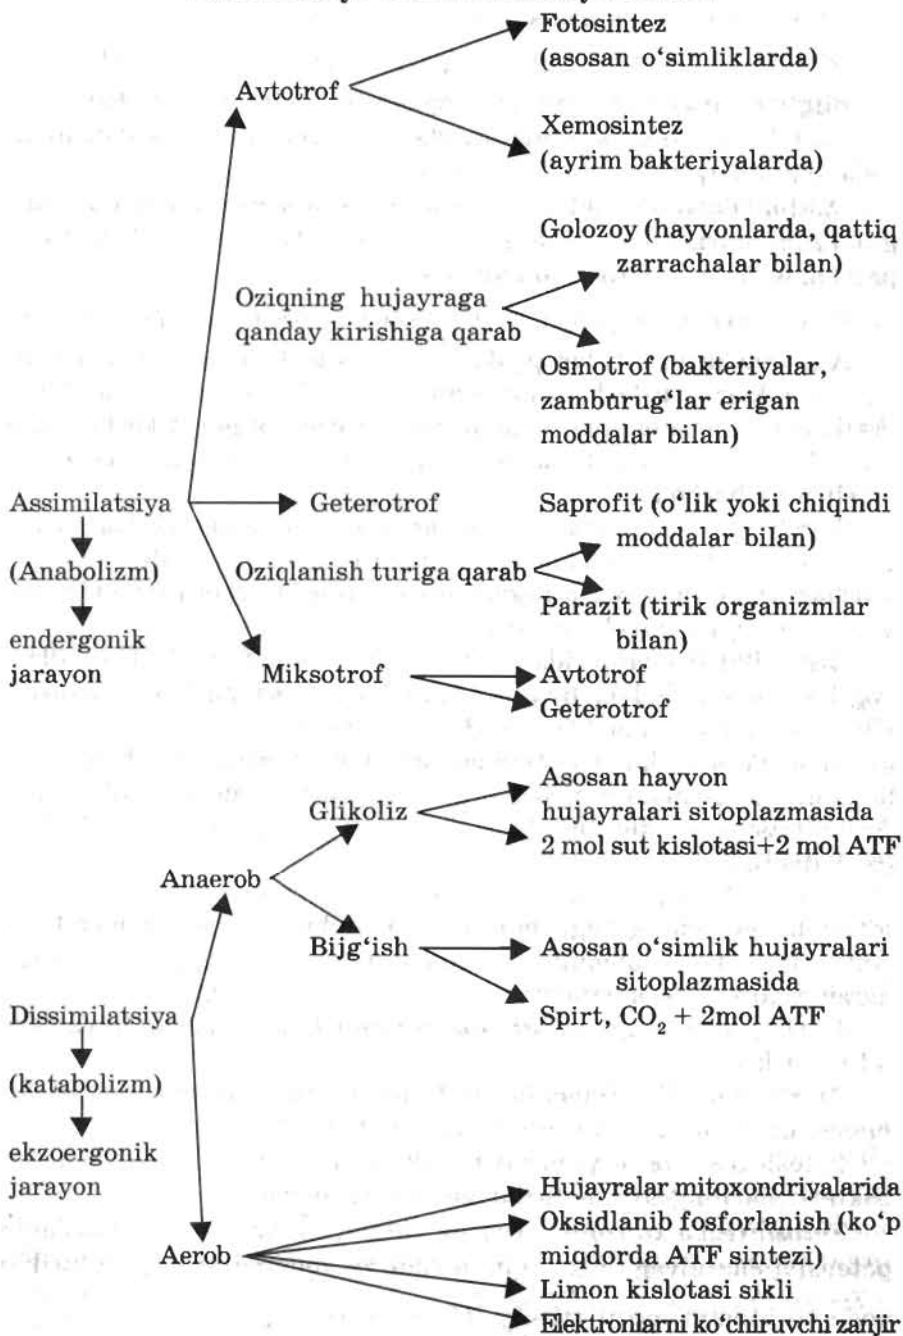 Fotosintez
(asosan o‘simliklarda)
Avtotrof
Xemosintez
(ayrim bakteriyalarda)
Golozoy (hayvonlarda, qattiq
zarrachalar bilan)
Oziqning hujayraga
qanday kirishiga qarab
Osmotrof (bakteriyalar,
zamburug‘lar erigan
moddalar bilan)
Assimilatsiya
Geterotrof
Saprofit (o‘lik yoki chiqindi
moddalar bilan)
(Anabolizm)
Oziqlanish turiga qarab
Parazit (tirik organizmlar
bilan)
endergonik
jarayon
Miksotrof
Avtotrof
Geterotrof
Glikoliz
Asosan hayvon
hujayralari sitoplazmasida
2 mol sut kislotasi+2 mol ATF
Anaerob
Bijg‘ish
Asosan o‘simlik hujayralari
sitoplazmasida
Spirt, CO₂ + 2mol ATF
Dissimilatsiya
(katabolizm)
ekzoergonik
jarayon
Aerob
Hujayralar mitoxondriyalarida
Oksidlanib fosforlanish (ko‘p
miqdorda ATF sintezi)
Limon kislotasi sikli
Elektronlarni ko‘chiruvchi zanjir